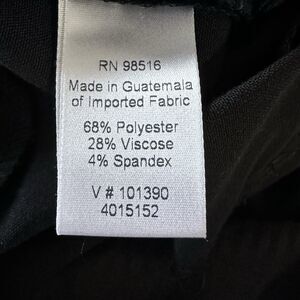 RN 98516
Made in Guatemala
of Imported Fabric
68% Polyester
28% Viscose
4% Spandex
V # 101390
4015152